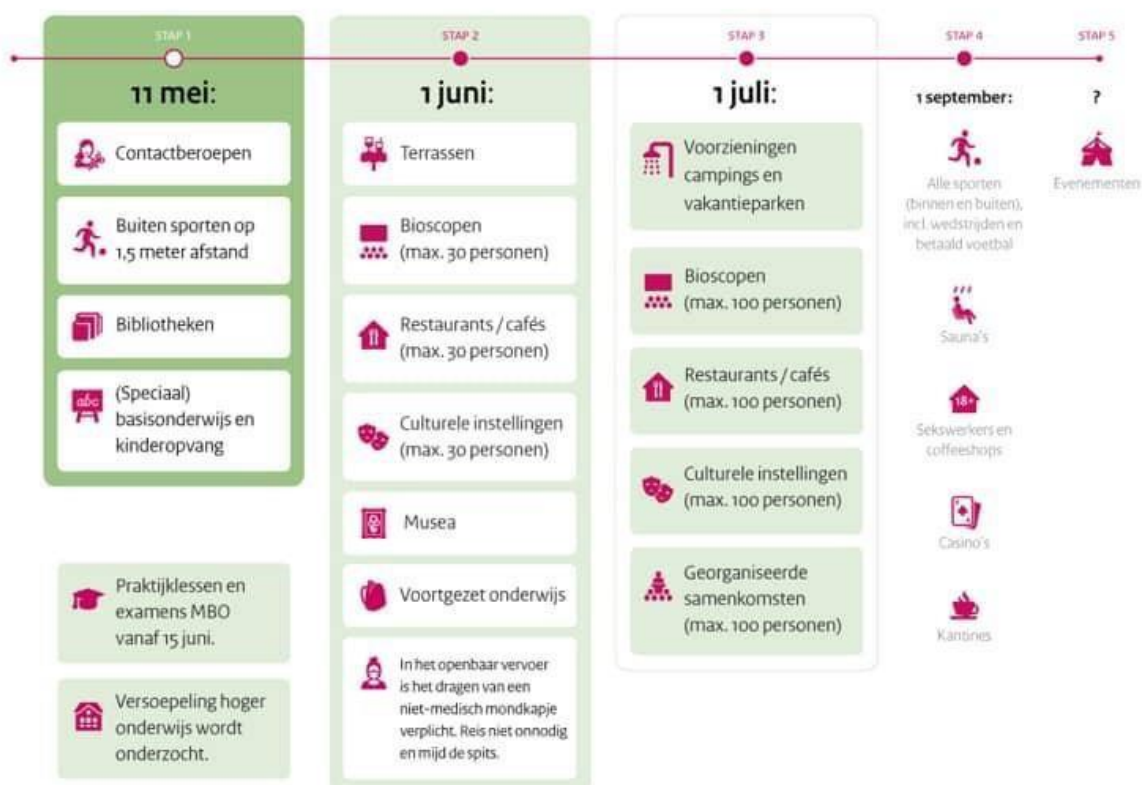 STAP 1
11 mei:
Contactberoepen
Buiten sporten op
1,5 meter afstand
Bibliotheken
abc
(Speciaal)
basisonderwijs en
kinderopvang
Praktijklessen en
examens MBO
vanaf 15 juni.
Versoepeling hoger
onderwijs wordt
onderzocht.
STAP 2
1 juni:
Terrassen
Bioscopen
(max. 30 personen)
Restaurants / cafés
(max. 30 personen)
Culturele instellingen
(max. 30 personen)
Musea
Voortgezet onderwijs
In het openbaar vervoer
is het dragen van een
niet-medisch mondkapje
verplicht. Reis niet onnodig
en mijd de spits.
STAP 3
1 juli:
Voorzieningen
campings en
vakantieparken
Bioscopen
(max. 100 personen)
Restaurants / cafés
(max. 100 personen)
Culturele instellingen
(max. 100 personen)
Georganiseerde
samenkomsten
(max. 100 personen)
STAP 4
1 september:
Alle sporten
(binnen en buiten),
incl. wedstrijden en
betaald voetbal
Sauna's
18+
Sekswerkers en
coffeeshops
Casino's
Kantines
STAP 5
?
Evenementen